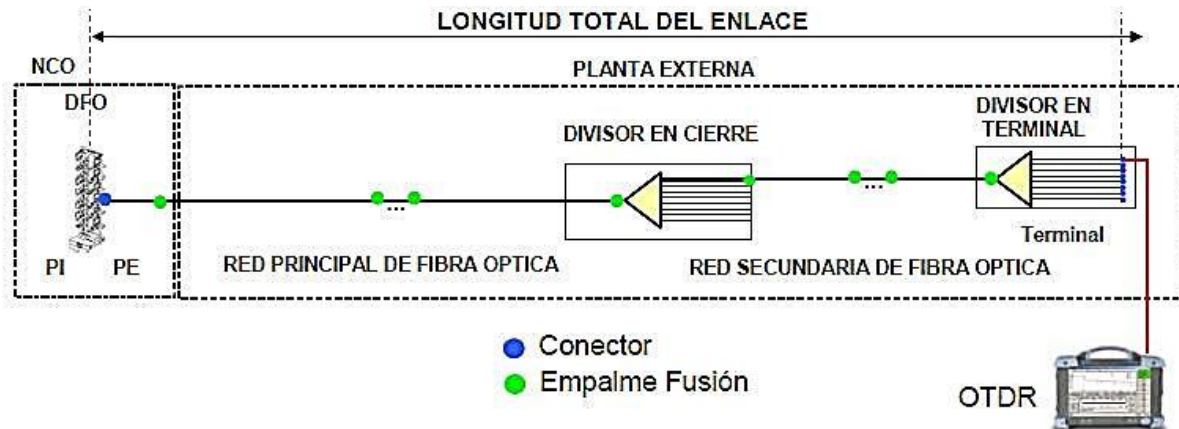 LONGITUD TOTAL DEL ENLACE
NCO
PLANTA EXTERNA
DFO
DIVISOR EN
TERMINAL
DIVISOR EN CIERRE
...
...
Terminal
PI
PE
RED PRINCIPAL DE FIBRA OPTICA
RED SECUNDARIA DE FIBRA OPTICA
Conector
Empalme Fusión
OTDR